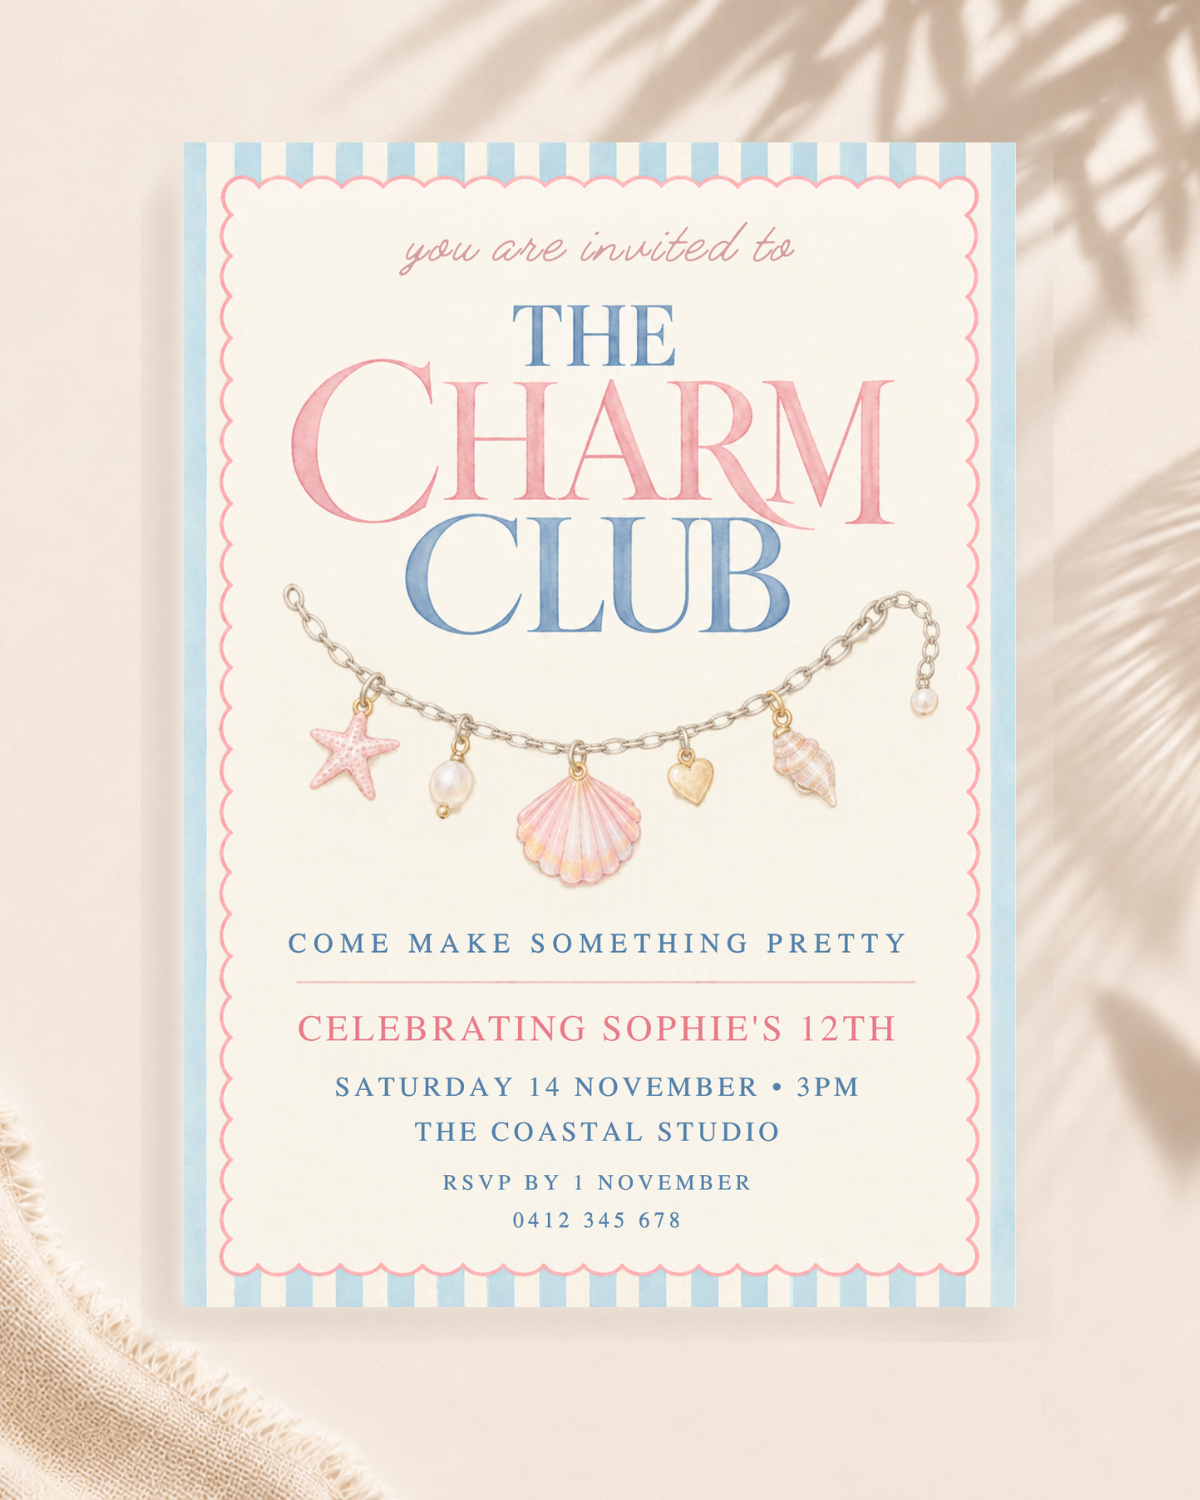 you are invited to
THE
CHARM
CLUB
COME MAKE SOMETHING PRETTY
CELEBRATING SOPHIE'S 12TH
SATURDAY 14 NOVEMBER • 3PM
THE COASTAL STUDIO
RSVP BY 1 NOVEMBER
0412 345 678